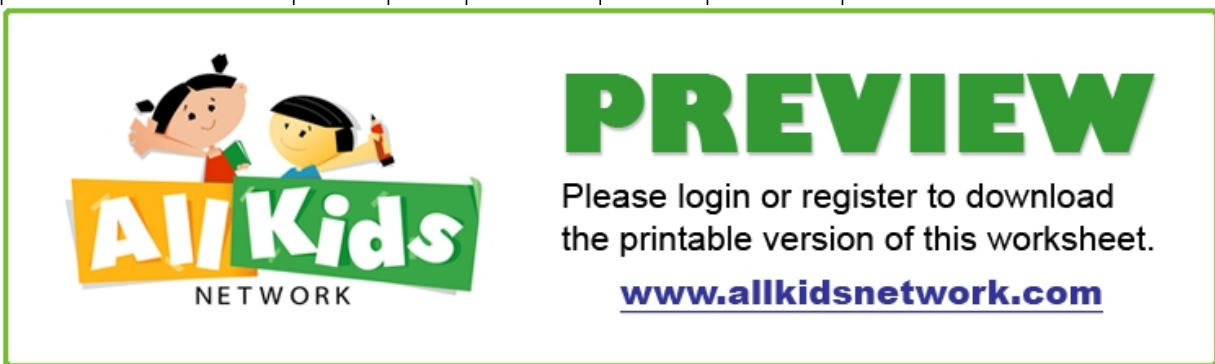 All Kids
NETWORK
PREVIEW
Please login or register to download
the printable version of this worksheet.
www.allkidsnetwork.com